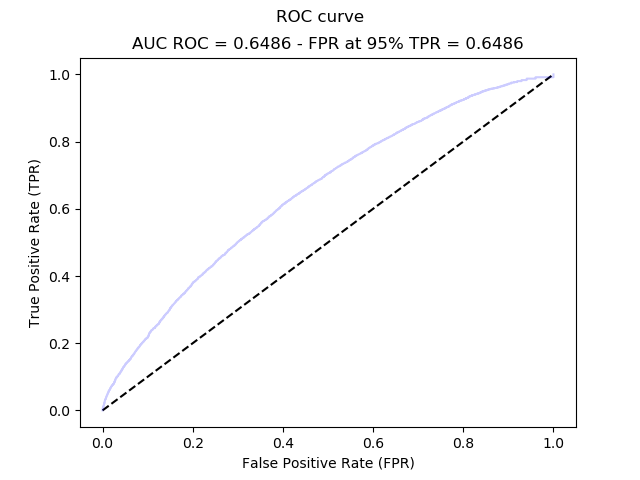 ROC curve
AUC ROC = 0.6486 - FPR at 95% TPR = 0.6486
1.0
0.8
0.6
0.4
0.2
0.0
True Positive Rate (TPR)
0.0 0.2 0.4 0.6 0.8 1.0
False Positive Rate (FPR)